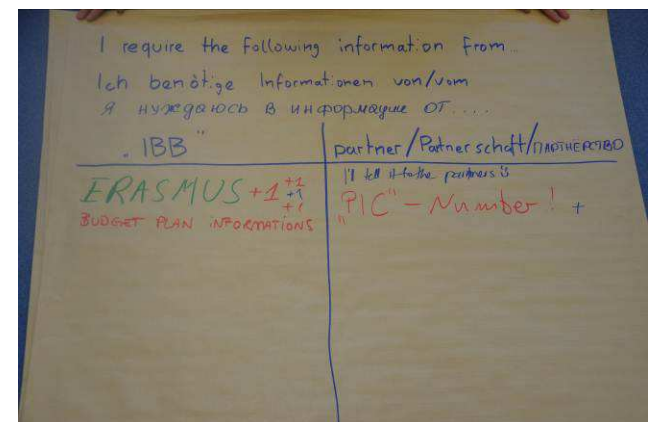 I require the following information from...
Ich benötige Informationen von/vom
Я нуждаюсь в информации от....
„IBB"
partner/Patnerschaft/партнерство
ERASMUS +1 +1 +1 +1
BUDGET PLAN INFORMATIONS
I'll tell it to the partners ü
„PIC" - Number! +